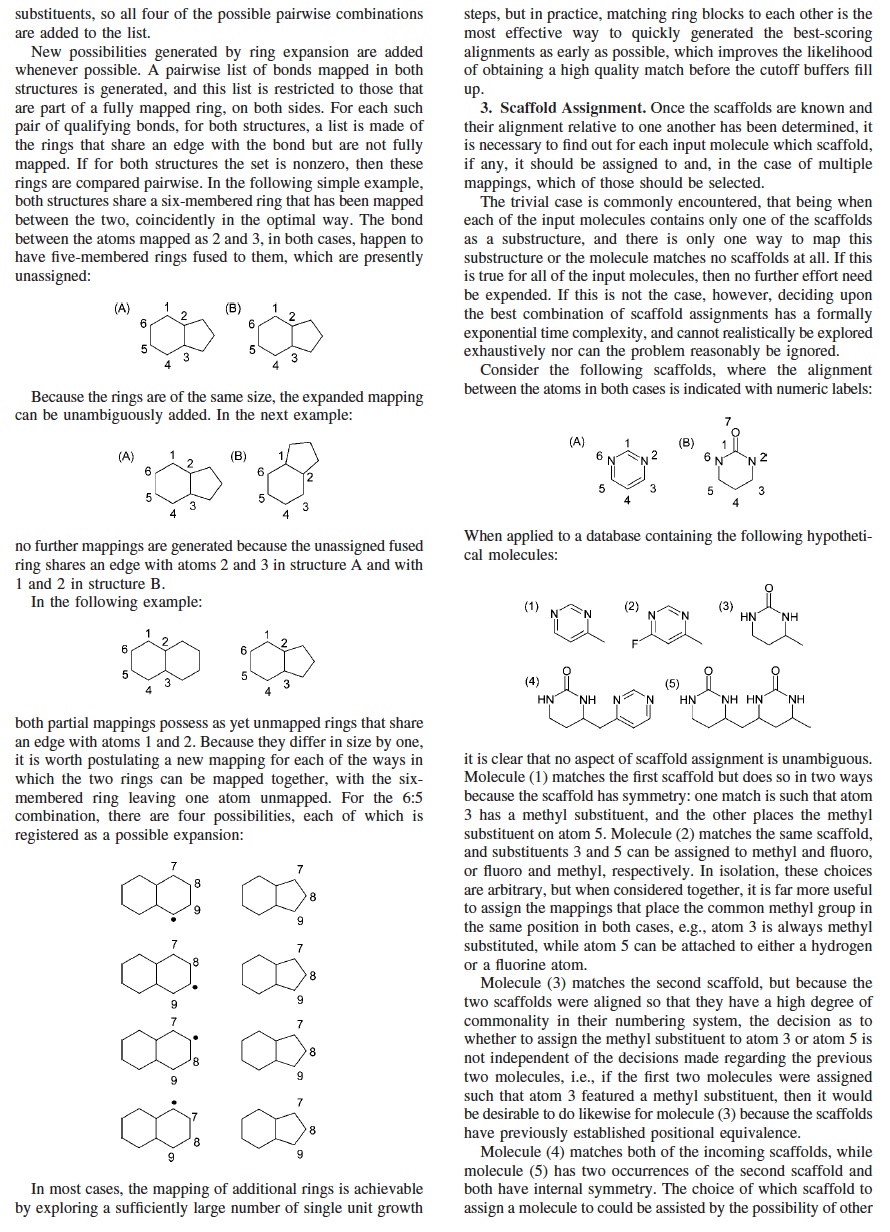 substituents, so all four of the possible pairwise combinations
are added to the list.
New possibilities generated by ring expansion are added
whenever possible. A pairwise list of bonds mapped in both
structures is generated, and this list is restricted to those that
are part of a fully mapped ring, on both sides. For each such
pair of qualifying bonds, for both structures, a list is made of
the rings that share an edge with the bond but are not fully
mapped. If for both structures the set is nonzero, then these
rings are compared pairwise. In the following simple example,
both structures share a six-membered ring that has been mapped
between the two, coincidently in the optimal way. The bond
between the atoms mapped as 2 and 3, in both cases, happen to
have five-membered rings fused to them, which are presently
unassigned:
(A) 1 2 3 4 5 6 (B) 1 2 3 4 5 6
Because the rings are of the same size, the expanded mapping
can be unambiguously added. In the next example:
(A) 1 2 3 4 5 6 (B) 1 2 3 4 5 6
no further mappings are generated because the unassigned fused
ring shares an edge with atoms 2 and 3 in structure A and with
1 and 2 in structure B.
In the following example:
1 2 3 4 5 6 1 2 3 4 5 6
both partial mappings possess as yet unmapped rings that share
an edge with atoms 1 and 2. Because they differ in size by one,
it is worth postulating a new mapping for each of the ways in
which the two rings can be mapped together, with the six-
membered ring leaving one atom unmapped. For the 6:5
combination, there are four possibilities, each of which is
registered as a possible expansion:
7 8 9 7 8 9
7 8 9 7 8 9
7 8 9 7 8 9
7 8 9 7 8 9
In most cases, the mapping of additional rings is achievable
by exploring a sufficiently large number of single unit growth
steps, but in practice, matching ring blocks to each other is the
most effective way to quickly generated the best-scoring
alignments as early as possible, which improves the likelihood
of obtaining a high quality match before the cutoff buffers fill
up.
3. Scaffold Assignment. Once the scaffolds are known and
their alignment relative to one another has been determined, it
is necessary to find out for each input molecule which scaffold,
if any, it should be assigned to and, in the case of multiple
mappings, which of those should be selected.
The trivial case is commonly encountered, that being when
each of the input molecules contains only one of the scaffolds
as a substructure, and there is only one way to map this
substructure or the molecule matches no scaffolds at all. If this
is true for all of the input molecules, then no further effort need
be expended. If this is not the case, however, deciding upon
the best combination of scaffold assignments has a formally
exponential time complexity, and cannot realistically be explored
exhaustively nor can the problem reasonably be ignored.
Consider the following scaffolds, where the alignment
between the atoms in both cases is indicated with numeric labels:
(A) 1 N 2 3 4 5 6 N (B) 7 O 1 N 2 3 4 5 6 N
When applied to a database containing the following hypotheti-
cal molecules:
(1) N N (2) N N F (3) O HN NH
(4) O HN NH N N (5) O HN NH O HN NH
it is clear that no aspect of scaffold assignment is unambiguous.
Molecule (1) matches the first scaffold but does so in two ways
because the scaffold has symmetry: one match is such that atom
3 has a methyl substituent, and the other places the methyl
substituent on atom 5. Molecule (2) matches the same scaffold,
and substituents 3 and 5 can be assigned to methyl and fluoro,
or fluoro and methyl, respectively. In isolation, these choices
are arbitrary, but when considered together, it is far more useful
to assign the mappings that place the common methyl group in
the same position in both cases, e.g., atom 3 is always methyl
substituted, while atom 5 can be attached to either a hydrogen
or a fluorine atom.
Molecule (3) matches the second scaffold, but because the
two scaffolds were aligned so that they have a high degree of
commonality in their numbering system, the decision as to
whether to assign the methyl substituent to atom 3 or atom 5 is
not independent of the decisions made regarding the previous
two molecules, i.e., if the first two molecules were assigned
such that atom 3 featured a methyl substituent, then it would
be desirable to do likewise for molecule (3) because the scaffolds
have previously established positional equivalence.
Molecule (4) matches both of the incoming scaffolds, while
molecule (5) has two occurrences of the second scaffold and
both have internal symmetry. The choice of which scaffold to
assign a molecule to could be assisted by the possibility of other